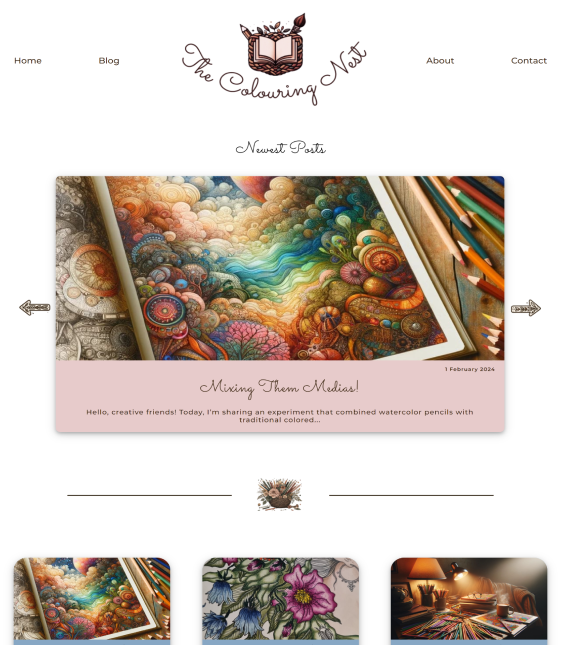 Home
Blog
The Colouring Nest
About
Contact
Newest Posts
1 February 2024
Mixing Them Medias!
Hello, creative friends! Today, I'm sharing an experiment that combined watercolor pencils with
traditional colored...